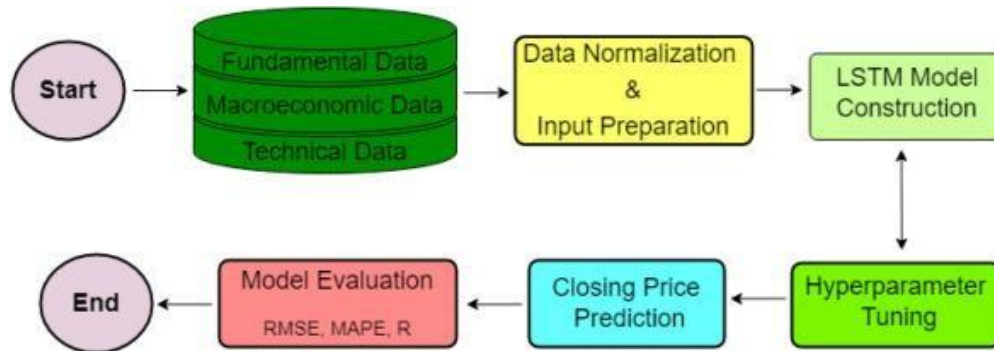 Start
Fundamental Data
Macroeconomic Data
Technical Data
Data Normalization
&
Input Preparation
LSTM Model
Construction
Hyperparameter
Tuning
Closing Price
Prediction
Model Evaluation
RMSE, MAPE, R
End